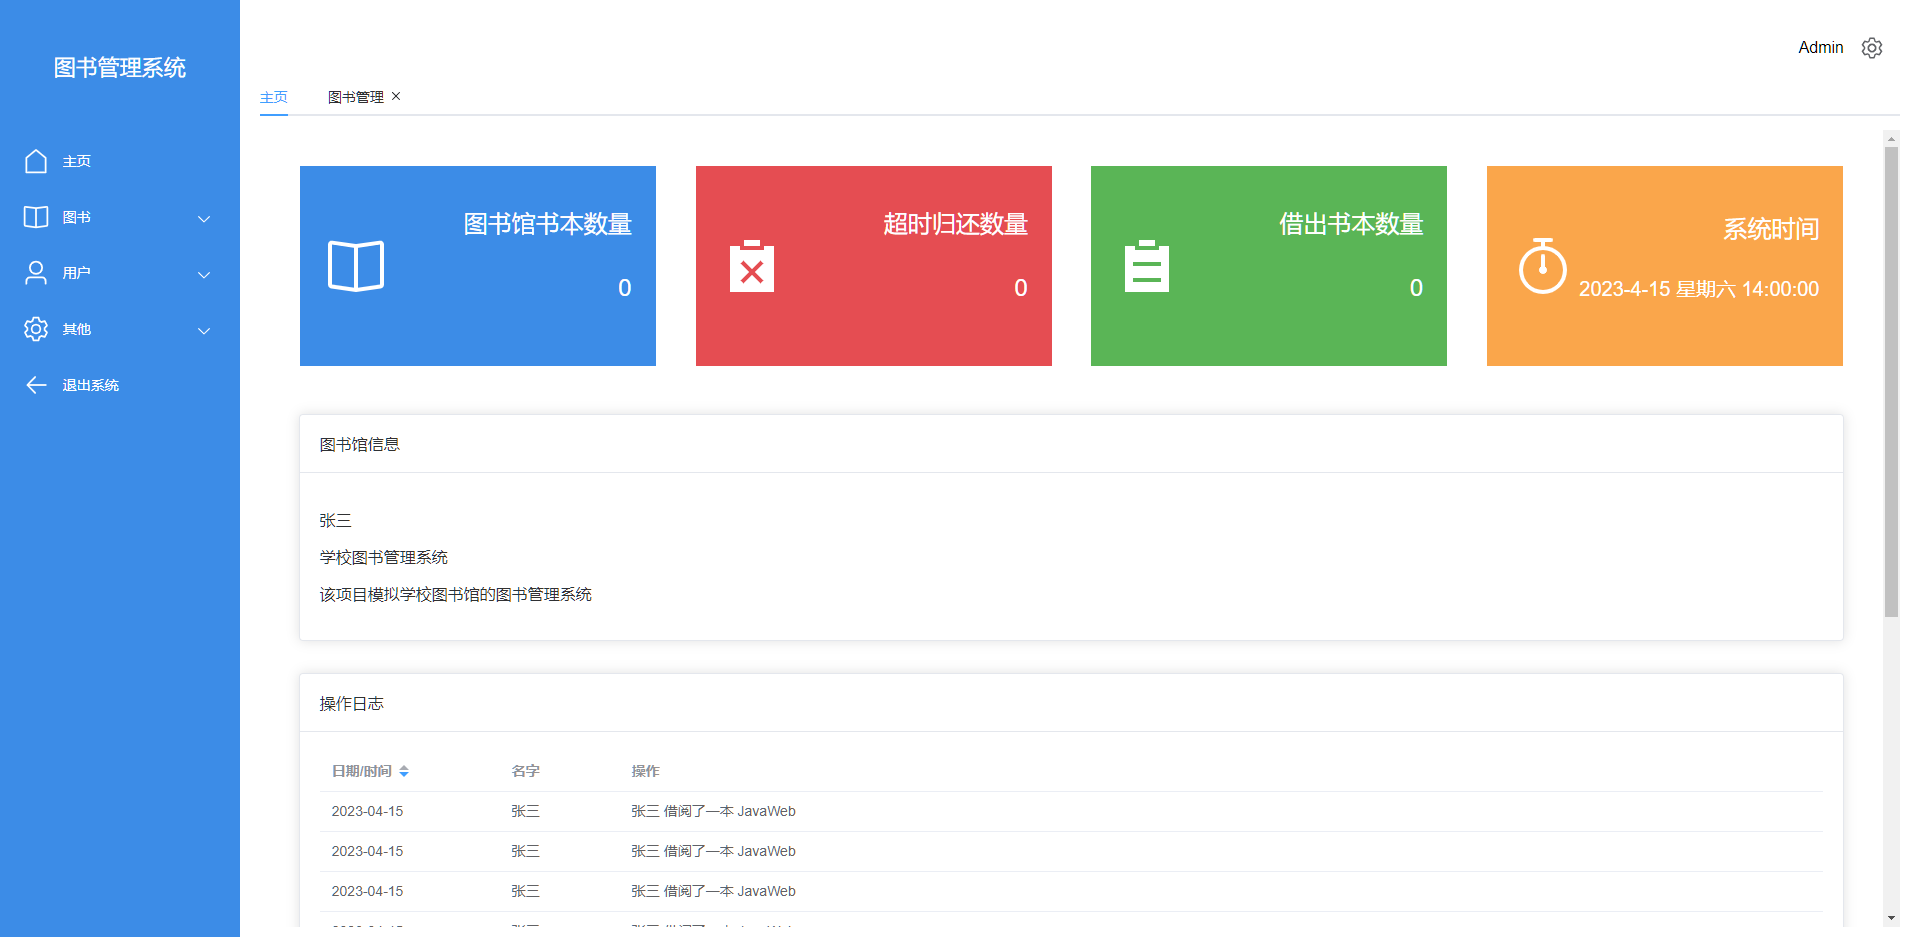 图书管理系统
主页
图书
用户
其他
退出系统
Admin
主页 图书管理
图书馆书本数量
0
超时归还数量
0
借出书本数量
0
系统时间
2023-4-15 星期六 14:00:00
图书馆信息
张三
学校图书管理系统
该项目模拟学校图书馆的图书管理系统
操作日志
日期/时间 名字 操作
2023-04-15 张三 张三 借阅了一本 JavaWeb
2023-04-15 张三 张三 借阅了一本 JavaWeb
2023-04-15 张三 张三 借阅了一本 JavaWeb